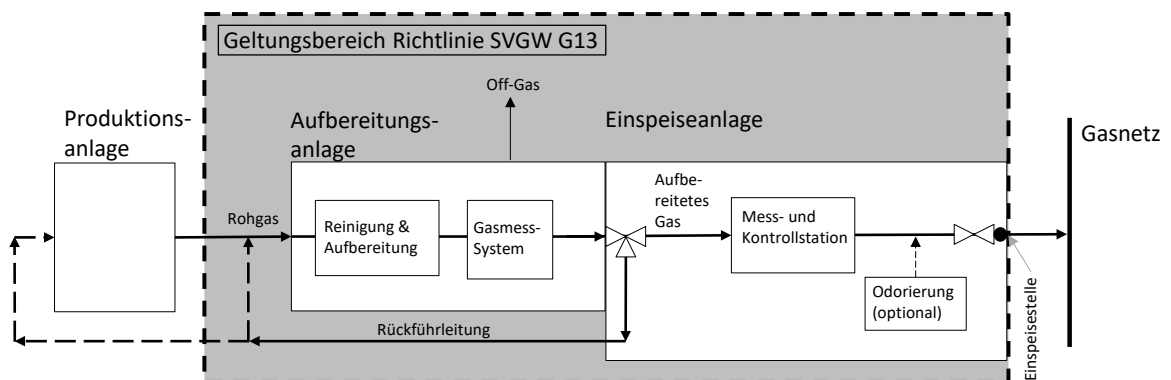 Geltungsbereich Richtlinie SVGW G13
Off-Gas
Produktions-
anlage
Aufbereitungs-
anlage
Einspeiseanlage
Gasnetz
Rohgas
Reinigung &
Aufbereitung
Gasmess-
System
Aufbe-
reitetes
Gas
Mess- und
Kontrollstation
Odorierung
(optional)
Rückführleitung
Einspeisestelle